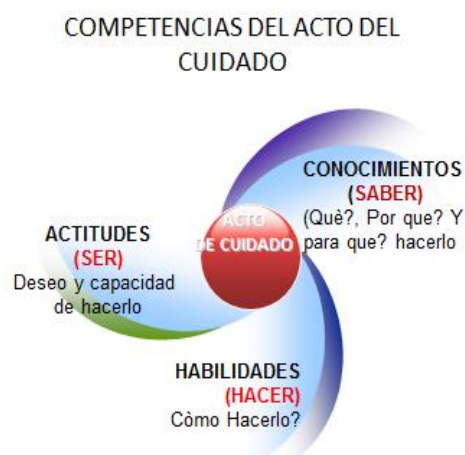 COMPETENCIAS DEL ACTO DEL
CUIDADO
CONOCIMIENTOS
(SABER)
(Què?, Por que? Y
para que? hacerlo
ACTO
DE CUIDADO
ACTITUDES
(SER)
Deseo y capacidad
de hacerlo
HABILIDADES
(HACER)
Còmo Hacerlo?